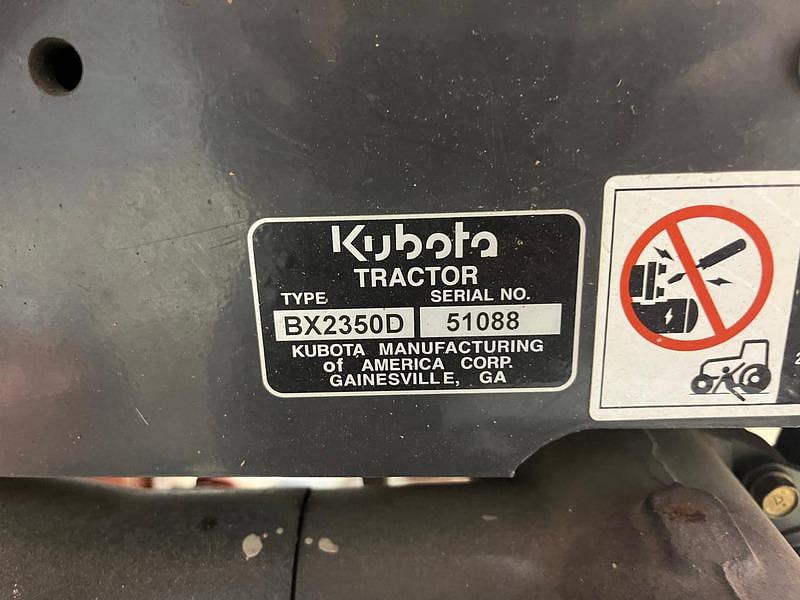 Kubota
TRACTOR
TYPE SERIAL NO.
BX2350D 51088
KUBOTA MANUFACTURING
of AMERICA CORP.
GAINESVILLE, GA